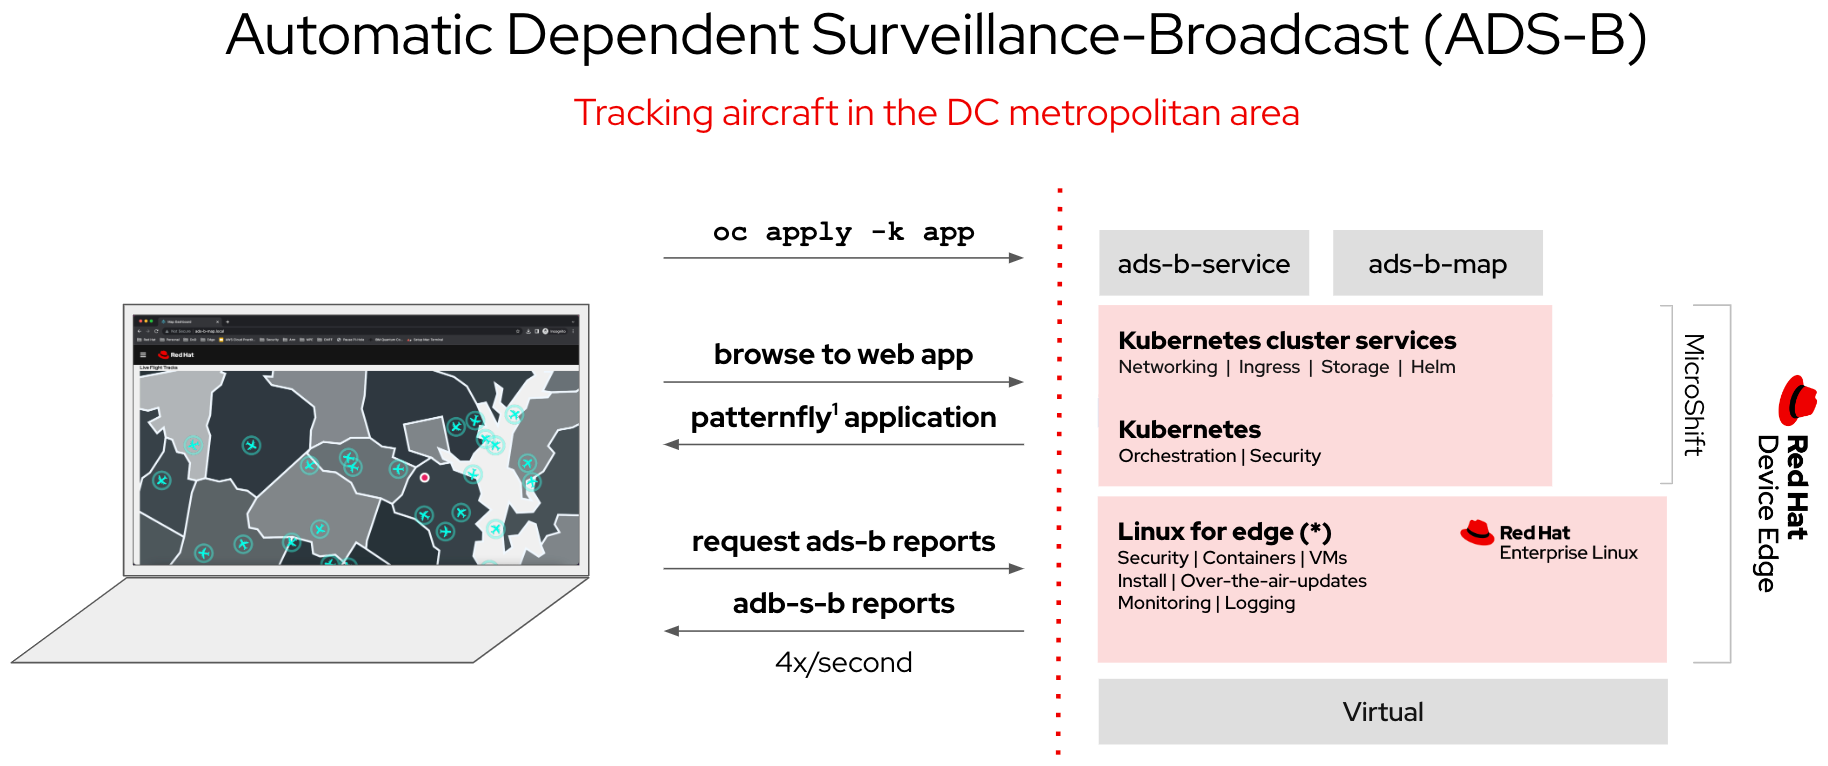 Automatic Dependent Surveillance-Broadcast (ADS-B)
Tracking aircraft in the DC metropolitan area
oc apply -k app
browse to web app
patternfly¹ application
request ads-b reports
adb-s-b reports
4x/second
Red Hat
Live Flight Tracks
ads-b-service
ads-b-map
Kubernetes cluster services
Networking | Ingress | Storage | Helm
Kubernetes
Orchestration | Security
Linux for edge (*)
Security | Containers | VMs
Install | Over-the-air-updates
Monitoring | Logging
Red Hat
Enterprise Linux
Virtual
MicroShift
Red Hat
Device Edge